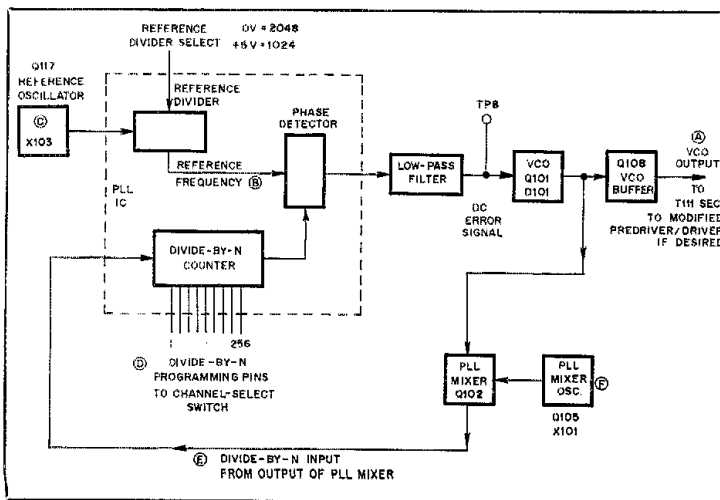 REFERENCE 0V = 2048
DIVIDER SELECT +5V = 1024
Q117
REFERENCE
OSCILLATOR
Ⓒ
X103
REFERENCE
DIVIDER
PHASE
DETECTOR
REFERENCE
FREQUENCY Ⓑ
PLL
IC
DIVIDE-BY-N
COUNTER
1 256
Ⓓ DIVIDE-BY-N
PROGRAMMING PINS
TO CHANNEL-SELECT
SWITCH
LOW-PASS
FILTER
TP8
DC
ERROR
SIGNAL
VCO
Q101
D101
Q108
VCO
BUFFER
Ⓐ
VCO
OUTPUT
TO
T111 SEC
TO MODIFIED
PREDRIVER/DRIVER
IF DESIRED
PLL
MIXER
Q102
PLL
MIXER
OSC.
Ⓕ
Q105
X101
Ⓔ DIVIDE-BY-N INPUT
FROM OUTPUT OF PLL MIXER